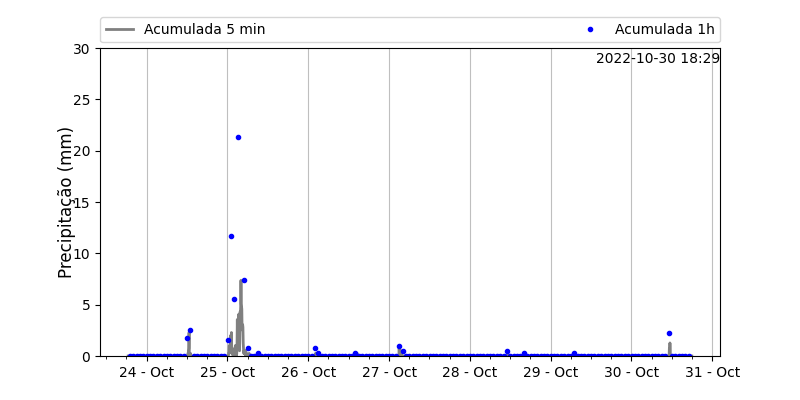 Acumulada 5 min
Acumulada 1h
2022-10-30 18:29
Precipitação (mm)
30
25
20
15
10
5
0
24 - Oct 25 - Oct 26 - Oct 27 - Oct 28 - Oct 29 - Oct 30 - Oct 31 - Oct